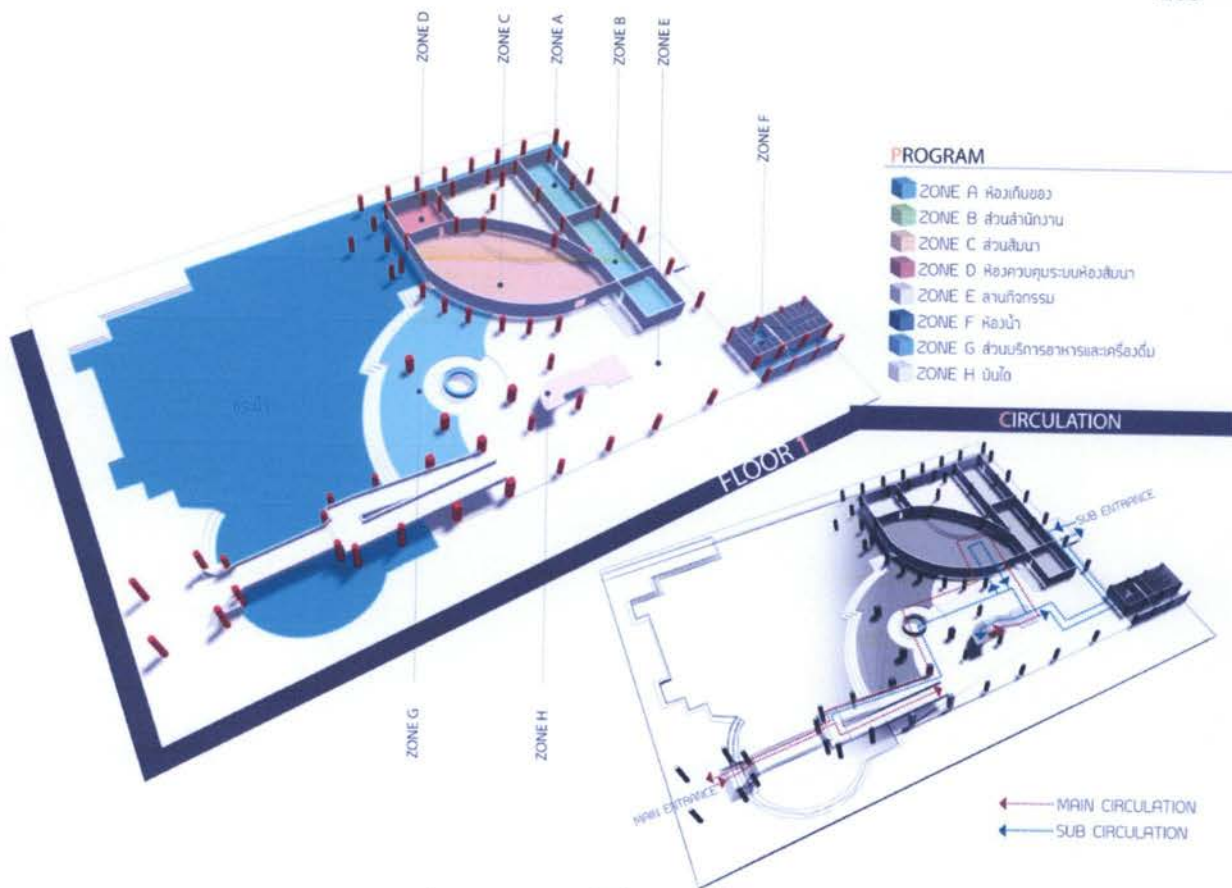 ZONE D
ZONE C
ZONE A
ZONE B
ZONE E
ZONE F
PROGRAM
ZONE A ห้องเก็บของ
ZONE B ส่วนสำนักงาน
ZONE C ส่วนสัมนา
ZONE D ห้องควบคุมระบบห้องสัมนา
ZONE E ลานกิจกรรม
ZONE F ห้องน้ำ
ZONE G ส่วนบริการอาหารและเครื่องดื่ม
ZONE H บันได
สระน้ำ
FLOOR 1
CIRCULATION
ZONE G
ZONE H
SUB ENTRANCE
MAIN ENTRANCE
MAIN CIRCULATION
SUB CIRCULATION